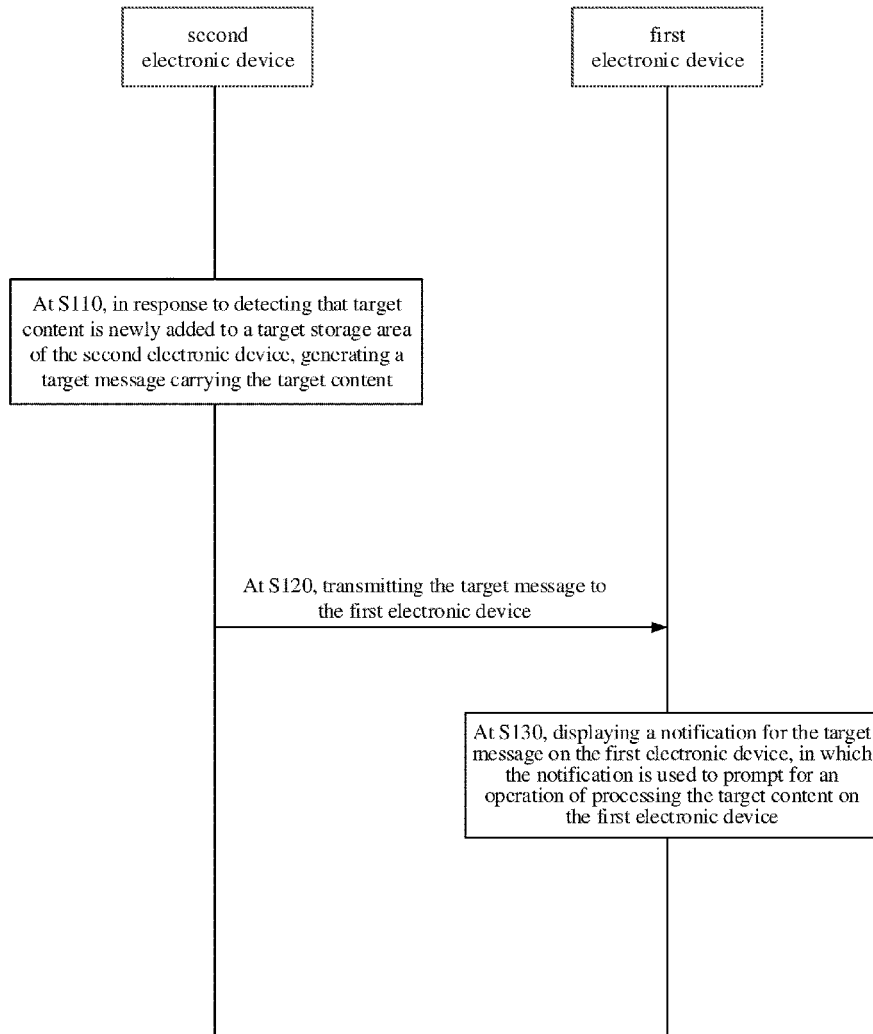 second
electronic device
first
electronic device
At S110, in response to detecting that target
content is newly added to a target storage area
of the second electronic device, generating a
target message carrying the target content
At S120, transmitting the target message to
the first electronic device
At S130, displaying a notification for the target
message on the first electronic device, in which
the notification is used to prompt for an
operation of processing the target content on
the first electronic device